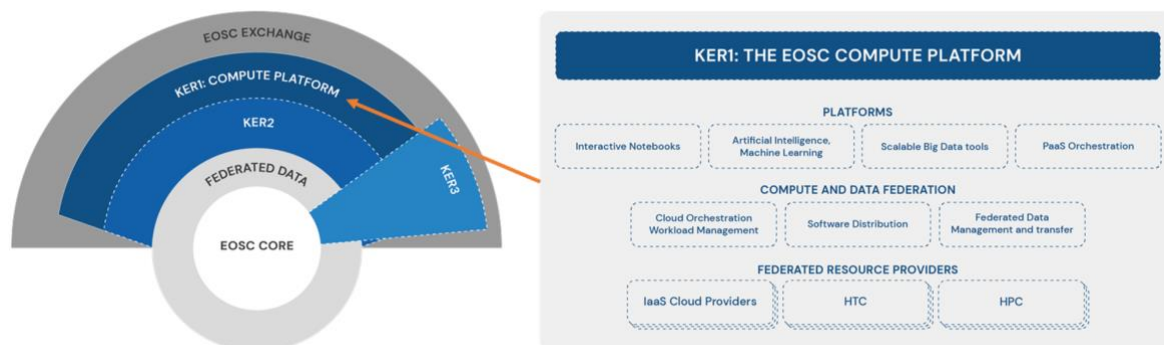 EOSC EXCHANGE
KER1: COMPUTE PLATFORM
KER2
FEDERATED DATA
KER3
EOSC CORE
KER1: THE EOSC COMPUTE PLATFORM
PLATFORMS
Interactive Notebooks
Artificial Intelligence,
Machine Learning
Scalable Big Data tools
PaaS Orchestration
COMPUTE AND DATA FEDERATION
Cloud Orchestration
Workload Management
Software Distribution
Federated Data
Management and transfer
FEDERATED RESOURCE PROVIDERS
IaaS Cloud Providers
HTC
HPC